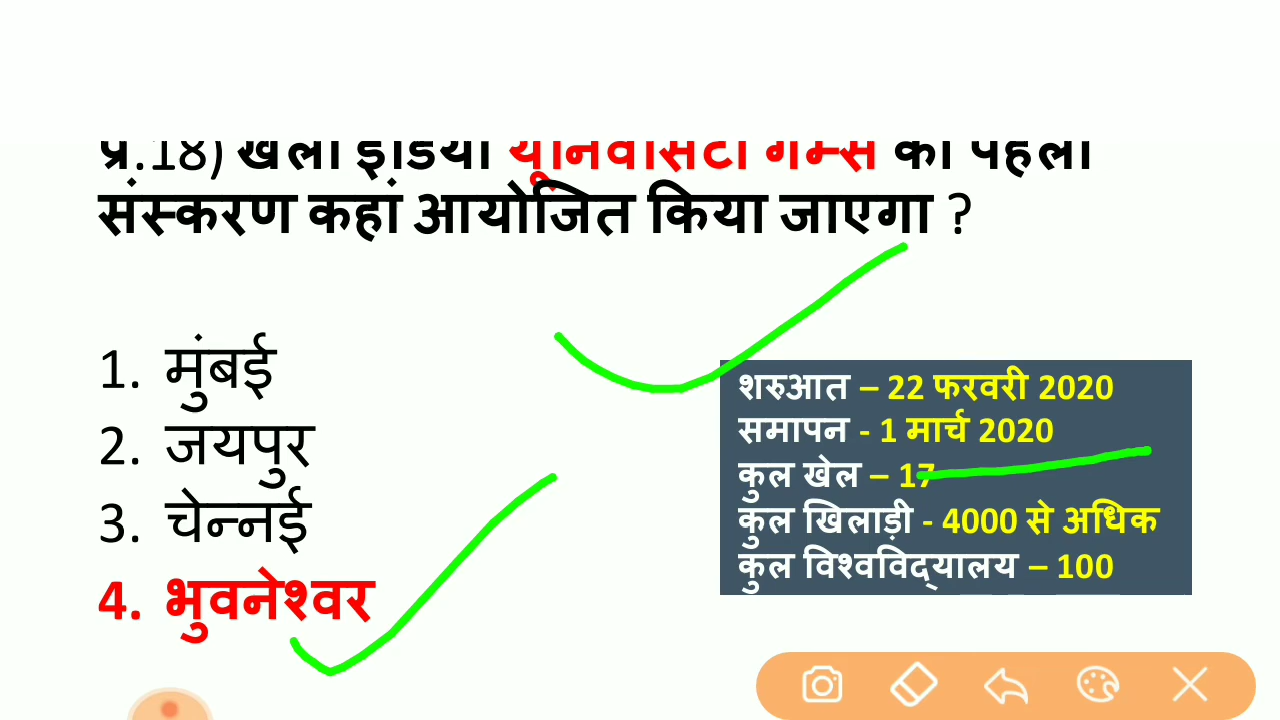 प्र.18) खेलो इंडिया यूनिवर्सिटी गेम्स का पहला
संस्करण कहां आयोजित किया जाएगा ?
1. मुंबई
2. जयपुर
3. चेन्नई
4. भुवनेश्वर
शरुआत – 22 फरवरी 2020
समापन - 1 मार्च 2020
कुल खेल – 17
कुल खिलाड़ी - 4000 से अधिक
कुल विश्वविद्यालय – 100